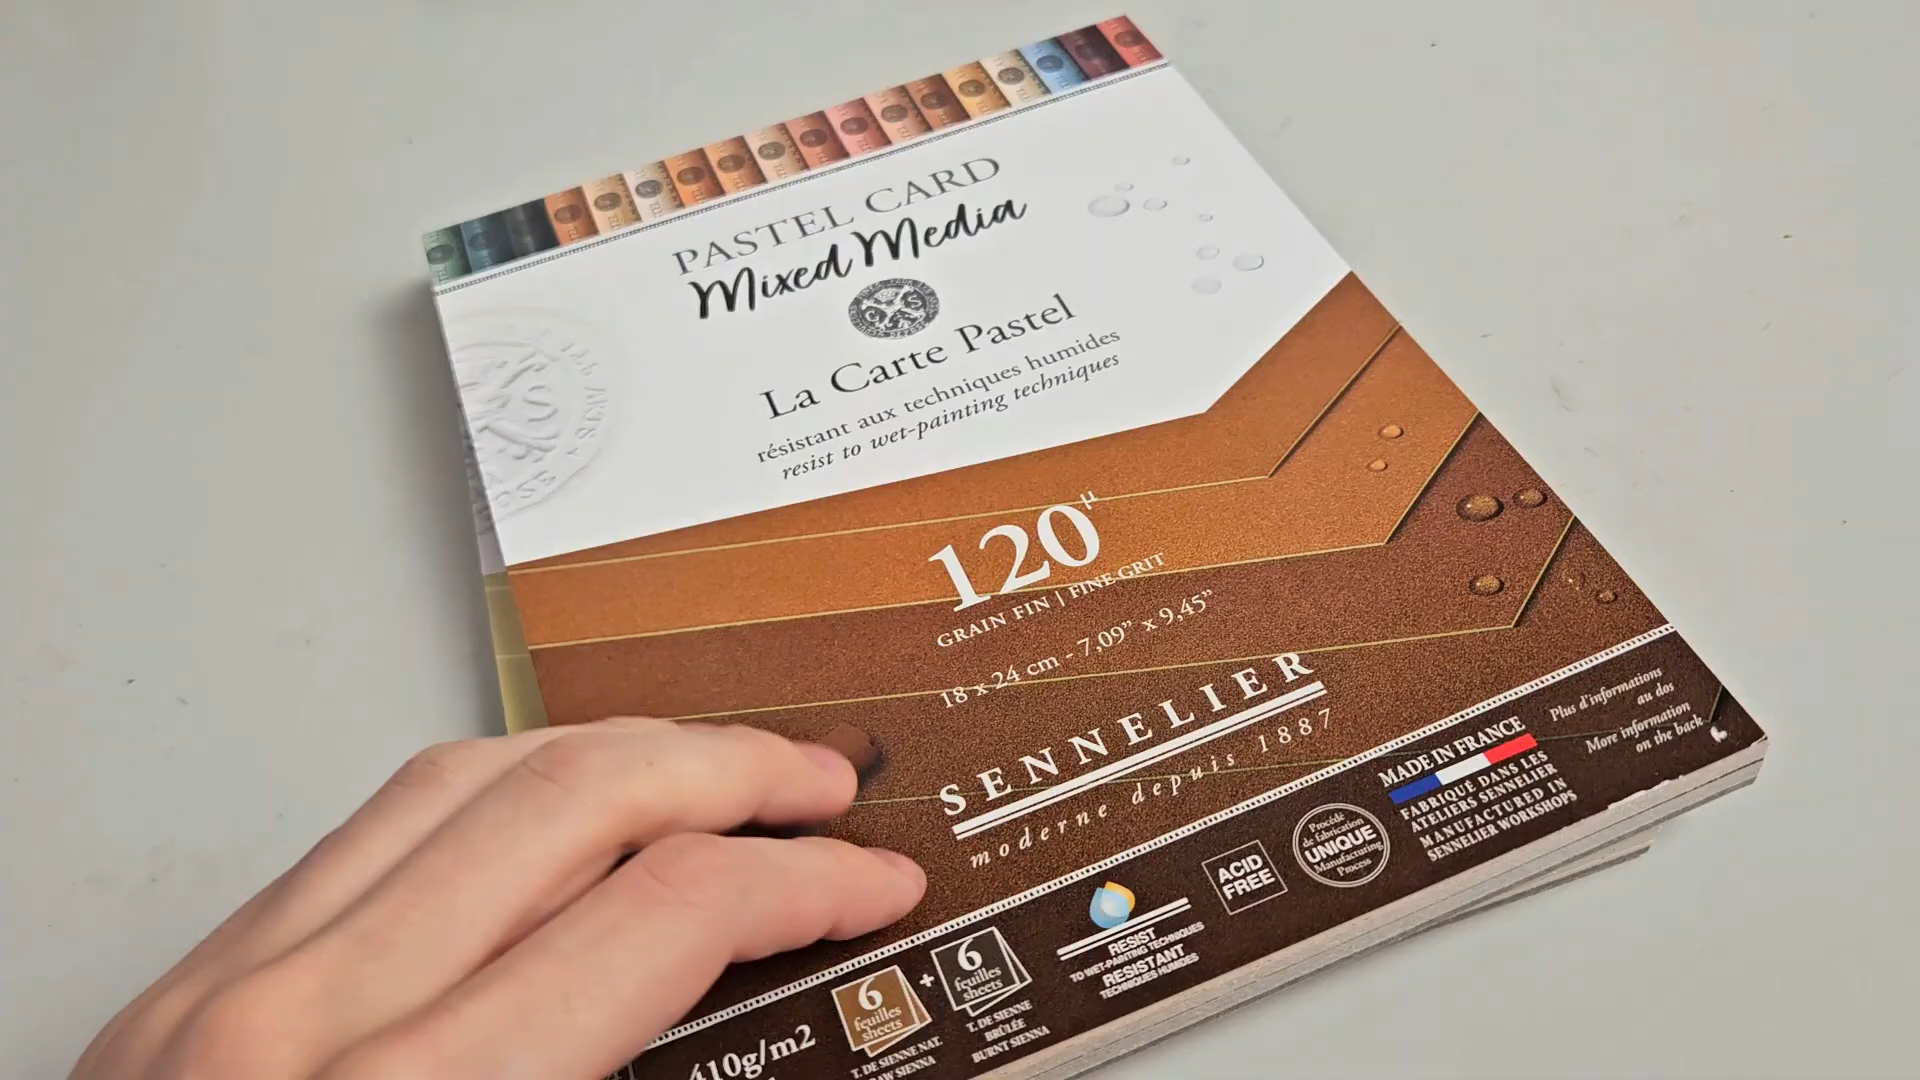 PASTEL CARD
Mixed Media
La Carte Pastel
résistant aux techniques humides
resist to wet-painting techniques
120µ
GRAIN FIN | FINE GRIT
18 x 24 cm - 7,09" x 9,45"
SENNELIER
moderne depuis 1887
410g/m2
6
feuilles
sheets
T. DE SIENNE NAT.
RAW SIENNA
+
6
feuilles
sheets
T. DE SIENNE
BRÛLÉE
BURNT SIENNA
RESIST
TO WET-PAINTING TECHNIQUES
RESISTANT
TECHNIQUES HUMIDES
ACID
FREE
Procédé
de fabrication
UNIQUE
Manufacturing
Process
MADE IN FRANCE
FABRIQUÉ DANS LES
ATELIERS SENNELIER
MANUFACTURED IN
SENNELIER WORKSHOPS
Plus d'informations
au dos
More information
on the back